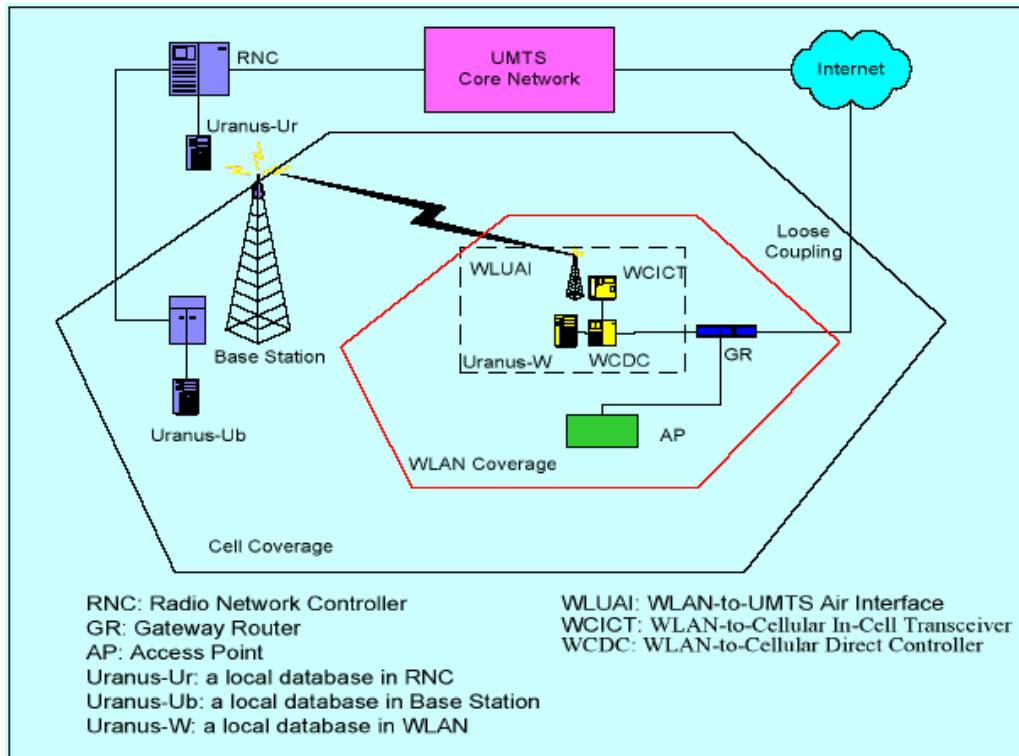 RNC
UMTS
Core Network
Internet
Uranus-Ur
Loose
Coupling
WLUAI
WCICT
Base Station
Uranus-W
WCDC
GR
Uranus-Ub
AP
WLAN Coverage
Cell Coverage
RNC: Radio Network Controller
GR: Gateway Router
AP: Access Point
Uranus-Ur: a local database in RNC
Uranus-Ub: a local database in Base Station
Uranus-W: a local database in WLAN
WLUAI: WLAN-to-UMTS Air Interface
WCICT: WLAN-to-Cellular In-Cell Transceiver
WCDC: WLAN-to-Cellular Direct Controller